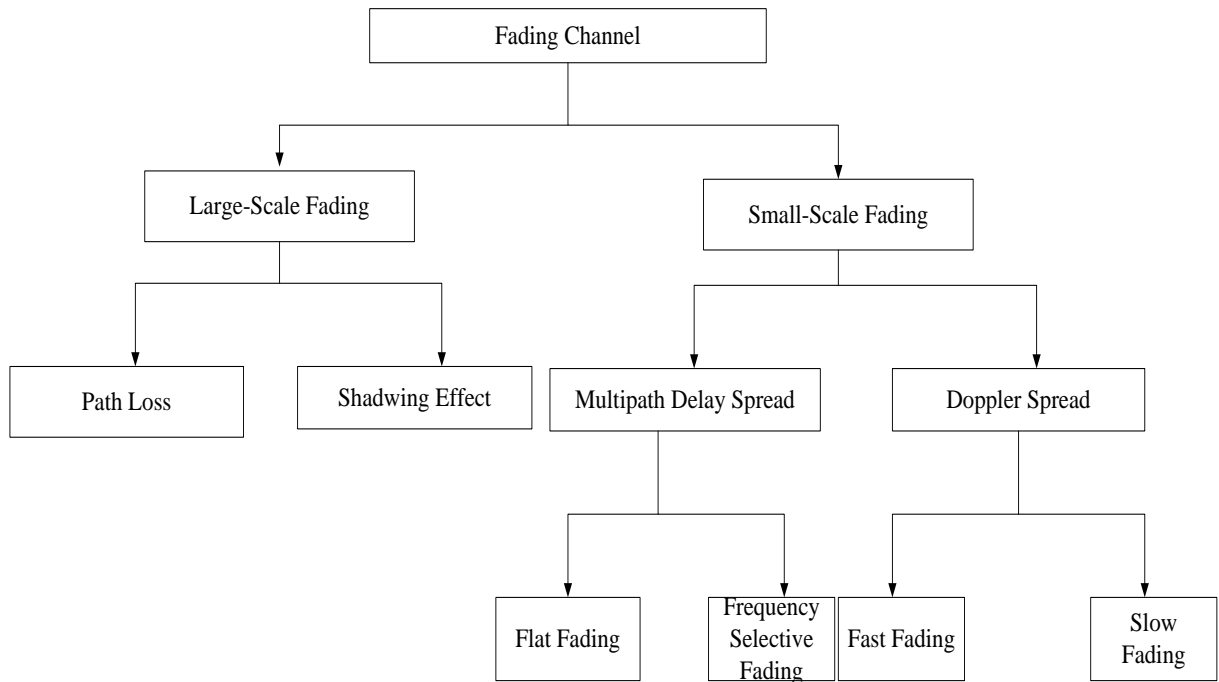 Fading Channel
Large-Scale Fading
Small-Scale Fading
Path Loss
Shadwing Effect
Multipath Delay Spread
Doppler Spread
Flat Fading
Frequency
Selective
Fading
Fast Fading
Slow
Fading